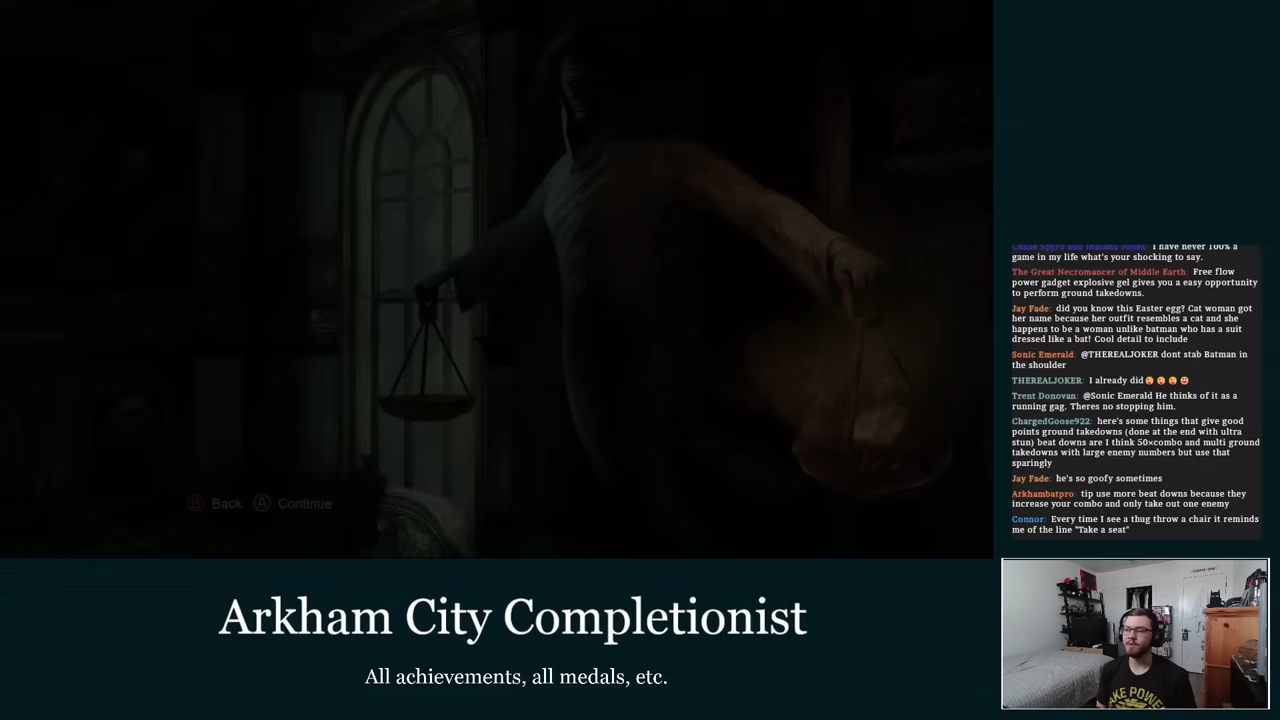 Chase Spyro and Indiana Jones: I have never 100% a
game in my life what's your shocking to say.
The Great Necromancer of Middle Earth: Free flow
power gadget explosive gel gives you a easy opportunity
to perform ground takedowns.
Jay Fade: did you know this Easter egg? Cat woman got
her name because her outfit resembles a cat and she
happens to be a woman unlike batman who has a suit
dressed like a bat! Cool detail to include
Sonic Emerald: @THEREALJOKER dont stab Batman in
the shoulder
THEREALJOKER: I already did
Trent Donovan: @Sonic Emerald He thinks of it as a
running gag. Theres no stopping him.
ChargedGoose922: here's some things that give good
points ground takedowns (done at the end with ultra
stun) beat downs are I think 50×combo and multi ground
takedowns with large enemy numbers but use that
sparingly
Jay Fade: he's so goofy sometimes
Arkhambatpro: tip use more beat downs because they
increase your combo and only take out one enemy
Connor: Every time I see a thug throw a chair it reminds
me of the line "Take a seat"
B Back A Continue
Arkham City Completionist
All achievements, all medals, etc.